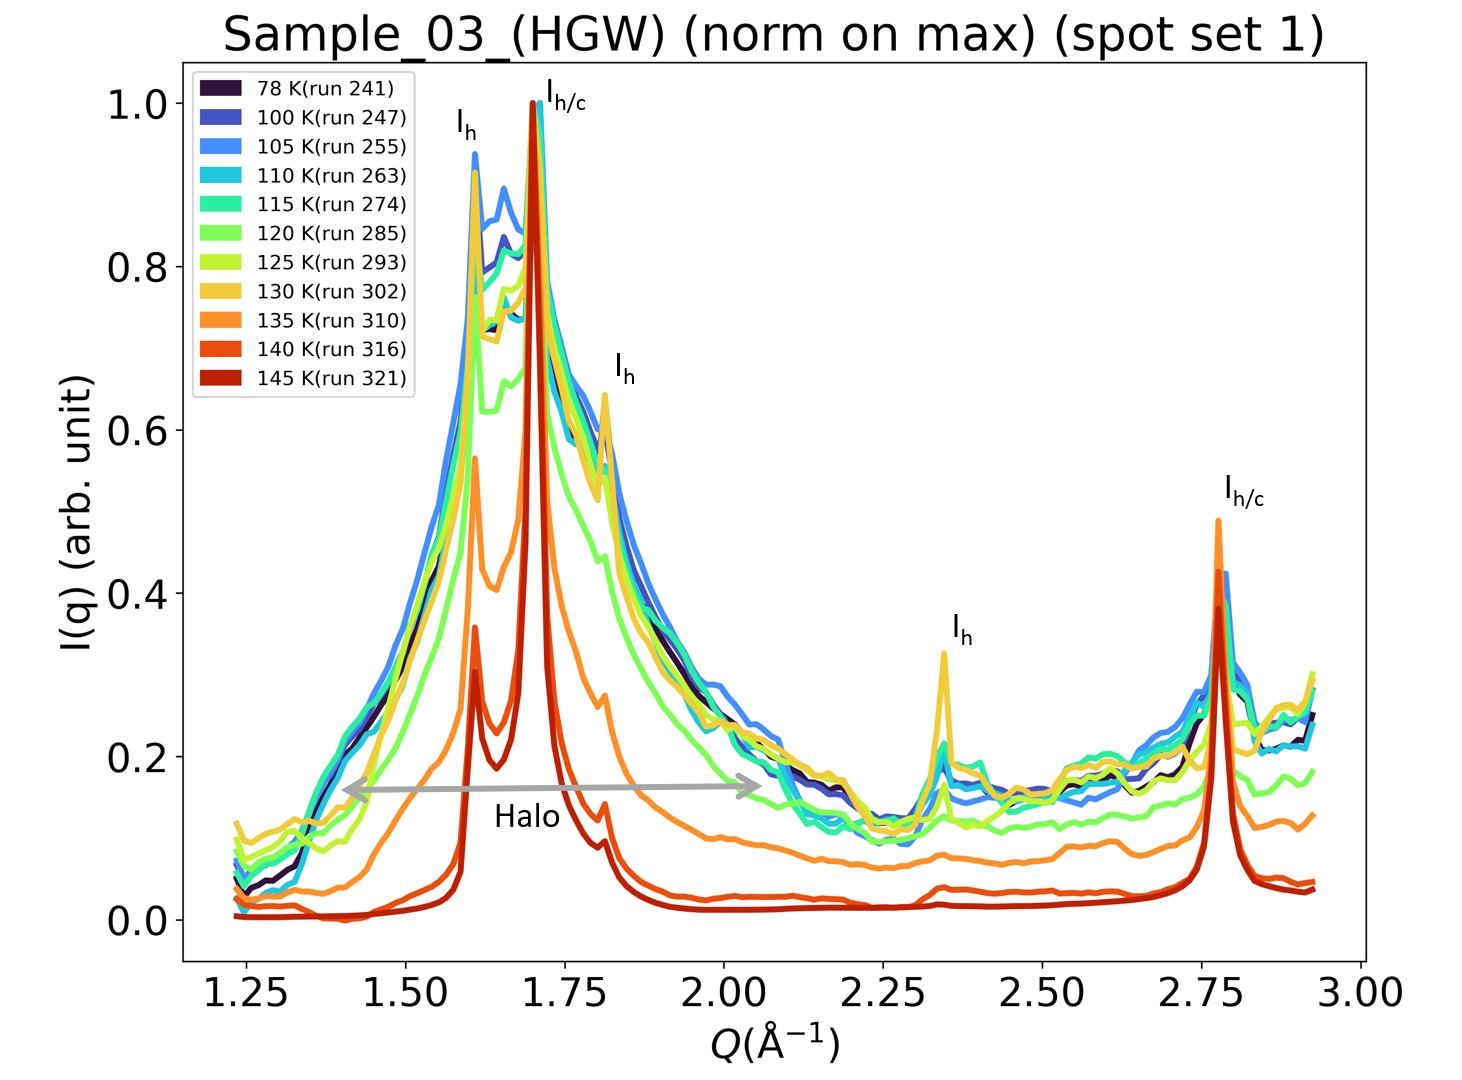 Sample_03_(HGW) (norm on max) (spot set 1)
78 K(run 241)
100 K(run 247)
105 K(run 255)
110 K(run 263)
115 K(run 274)
120 K(run 285)
125 K(run 293)
130 K(run 302)
135 K(run 310)
140 K(run 316)
145 K(run 321)
Ih
Ih/c
Ih
Ih
Ih/c
Halo
I(q) (arb. unit)
1.0
0.8
0.6
0.4
0.2
0.0
1.25 1.50 1.75 2.00 2.25 2.50 2.75 3.00
Q(Å⁻¹)